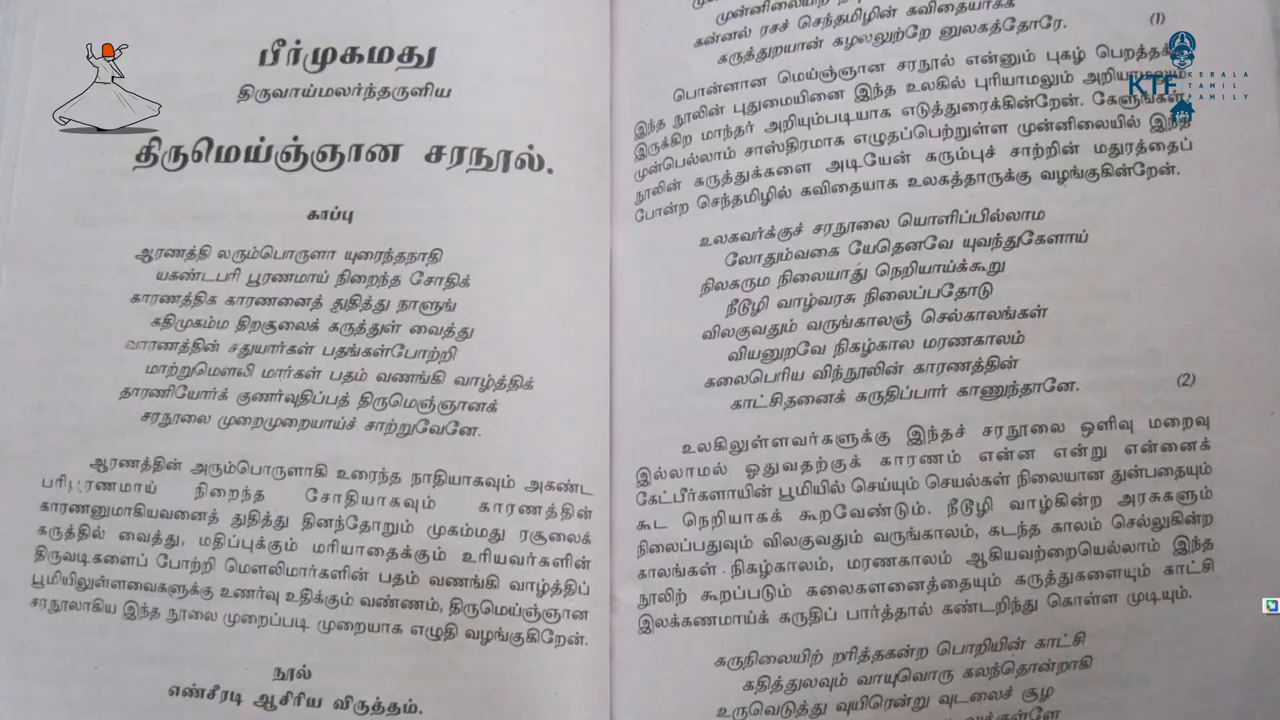 பீர்முகமது
திருவாய்மலர்ந்தருளிய
திருமெய்ஞ்ஞான சரநூல்.
காப்பு
ஆரணத்தி லரும்பொருளா யுரைந்தநாதி
யகண்டபரி பூரணமாய் நிறைந்த சோதிக்
காரணத்திக காரணனைத் துதித்து நாளுங்
கதிமுகம்ம திறசூலைக் கருத்துள் வைத்து
வாரணத்தின் சதுயார்கள் பதங்கள்போற்றி
மாற்றுமௌலி மார்கள் பதம் வணங்கி வாழ்த்திக்
தாரணியோர்க் குணர்வுதிப்பத் திருமெஞ்ஞானக்
சரநூலை முறைமுறையாய்ச் சாற்றுவேனே.
ஆரணத்தின் அரும்பொருளாகி உரைந்த நாதியாகவும் அகண்ட
பரிபூரணமாய் நிறைந்த சோதியாகவும் காரணத்தின்
காரணனுமாகியவனைத் துதித்து தினந்தோறும் முகம்மது ரசூலைக்
கருத்தில் வைத்து, மதிப்புக்கும் மரியாதைக்கும் உரியவர்களின்
திருவடிகளைப் போற்றி மௌலிமார்களின் பதம் வணங்கி வாழ்த்திப்
பூமியிலுள்ளவைகளுக்கு உணர்வு உதிக்கும் வண்ணம், திருமெய்ஞ்ஞான
சரநூலாகிய இந்த நூலை முறைப்படி முறையாக எழுதி வழங்குகிறேன்.
நூல்
எண்சீரடி ஆசிரிய விருத்தம்.
கன்னல் ரசச் செந்தமிழின் கவிதையாகக்
கருத்துறயான் கழலலுற்றே னுலகத்தோரே. (1)
பொன்னான மெய்ஞ்ஞான சரநூல் என்னும் புகழ் பெறத்தக்க
இந்த நூலின் புதுமையினை இந்த உலகில் புரியாமலும் அறியாமலும்
இருக்கிற மாந்தர் அறியும்படியாக எடுத்துரைக்கின்றேன். கேளுங்கள்
முன்பெல்லாம் சாஸ்திரமாக எழுதப்பெற்றுள்ள முன்னிலையில் இந்த
நூலின் கருத்துக்களை அடியேன் கரும்புச் சாற்றின் மதுரத்தைப்
போன்ற செந்தமிழில் கவிதையாக உலகத்தாருக்கு வழங்குகின்றேன்.
உலகவர்க்குச் சரநூலை யொளிப்பில்லாம
லோதும்வகை யேதெனவே யுவந்துகேளாய்
நிலகரும நிலையாது நெறியாய்க்கூறு
நீடூழி வாழ்வரசு நிலைப்பதோடு
விலகுவதும் வருங்காலஞ் செல்காலங்கள்
வியனுறவே நிகழ்கால மரணகாலம்
கலைபெரிய விந்நூலின் காரணத்தின்
காட்சிதனைக் கருதிப்பார் காணுந்தானே. (2)
உலகிலுள்ளவர்களுக்கு இந்தச் சரநூலை ஒளிவு மறைவு
இல்லாமல் ஓதுவதற்குக் காரணம் என்ன என்று என்னைக்
கேட்பீர்களாயின் பூமியில் செய்யும் செயல்கள் நிலையான துன்பதையும்
கூட நெறியாகக் கூறவேண்டும். நீடூழி வாழ்கின்ற அரசுகளும்
நிலைப்பதுவும் விலகுவதும் வருங்காலம், கடந்த காலம் செல்லுகின்ற
காலங்கள் . நிகழ்காலம், மரணகாலம் ஆகியவற்றையெல்லாம் இந்த
நூலிற் கூறப்படும் கலைகளனைத்தையும் கருத்துகளையும் காட்சி
இலக்கணமாய்க் கருதிப் பார்த்தால் கண்டறிந்து கொள்ள முடியும்.
கருநிலையிற் றரித்தகன்ற பொறியின் காட்சி
கதித்துலவும் வாயுவொரு கலந்தொன்றாகி
உருவெடுத்து வுயிரென்று வுடலைச் சூழ
KTF
KERALA
TAMIL
FAMILY